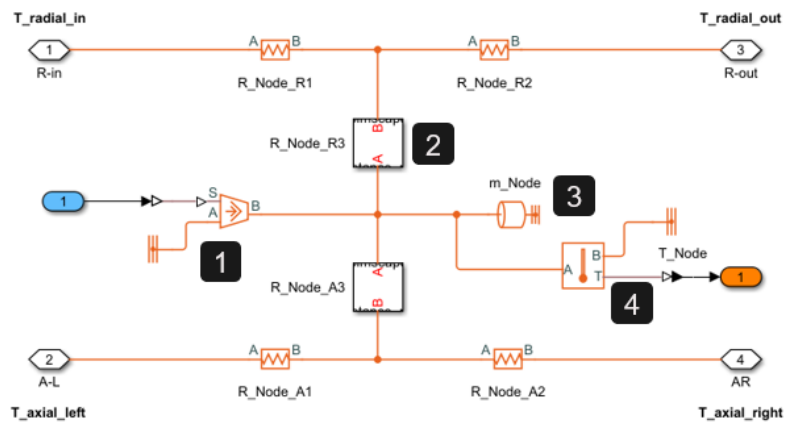 T_radial_in
T_radial_out
1
A
B
A
B
3
R-in
R-out
R_Node_R1
R_Node_R2
B
R_Node_R3
2
A
m_Node
3
1
S
A
B
1
B
T_Node
A
T
1
4
A
R_Node_A3
B
2
A
B
A
B
4
A-L
AR
R_Node_A1
R_Node_A2
T_axial_left
T_axial_right